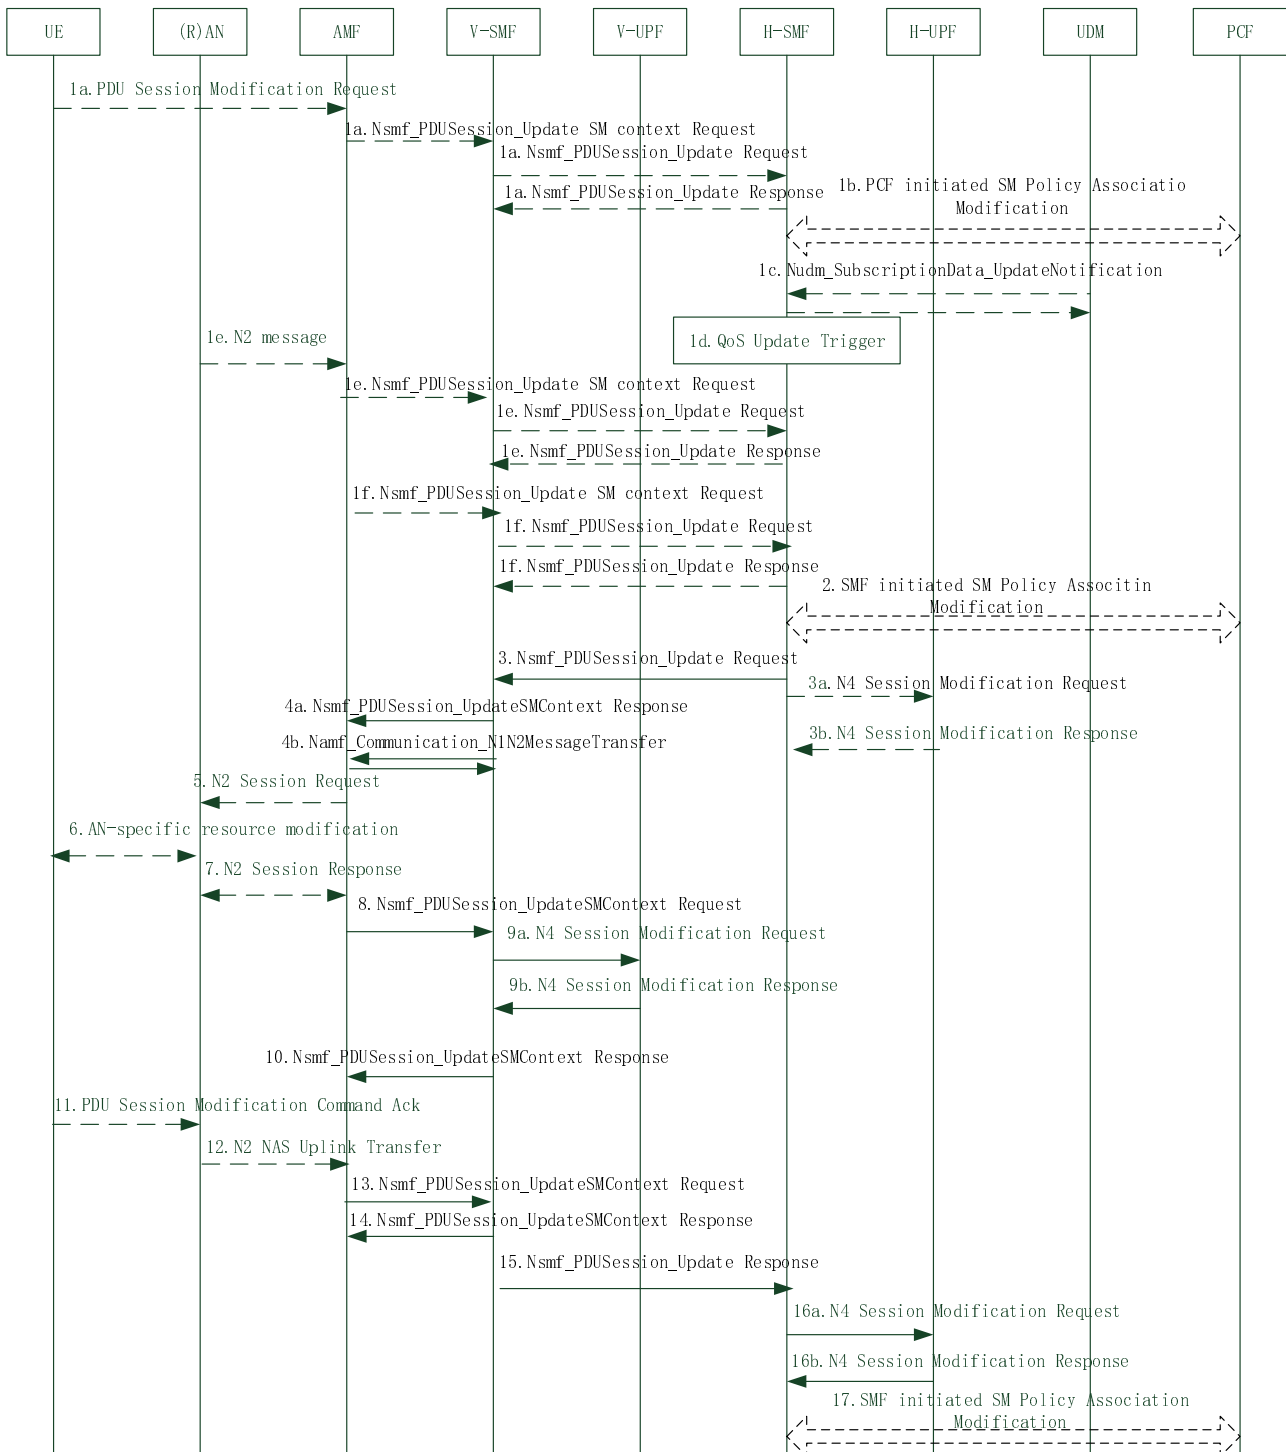 UE
(R)AN
AMF
V-SMF
V-UPF
H-SMF
H-UPF
UDM
PCF
1a.PDU Session Modification Request
1a.Nsmf_PDUSession_Update SM context Request
1a.Nsmf_PDUSession_Update Request
1a.Nsmf_PDUSession_Update Response
1b.PCF initiated SM Policy Associatio
Modification
1c.Nudm_SubscriptionData_UpdateNotification
1d.QoS Update Trigger
1e.N2 message
1e.Nsmf_PDUSession_Update SM context Request
1e.Nsmf_PDUSession_Update Request
1e.Nsmf_PDUSession_Update Response
1f.Nsmf_PDUSession_Update SM context Request
1f.Nsmf_PDUSession_Update Request
1f.Nsmf_PDUSession_Update Response
2.SMF initiated SM Policy Associtin
Modification
3.Nsmf_PDUSession_Update Request
3a.N4 Session Modification Request
4a.Nsmf_PDUSession_UpdateSMContext Response
3b.N4 Session Modification Response
4b.Namf_Communication_N1N2MessageTransfer
5.N2 Session Request
6.AN-specific resource modification
7.N2 Session Response
8.Nsmf_PDUSession_UpdateSMContext Request
9a.N4 Session Modification Request
9b.N4 Session Modification Response
10.Nsmf_PDUSession_UpdateSMContext Response
11.PDU Session Modification Command Ack
12.N2 NAS Uplink Transfer
13.Nsmf_PDUSession_UpdateSMContext Request
14.Nsmf_PDUSession_UpdateSMContext Response
15.Nsmf_PDUSession_Update Response
16a.N4 Session Modification Request
16b.N4 Session Modification Response
17.SMF initiated SM Policy Association
Modification